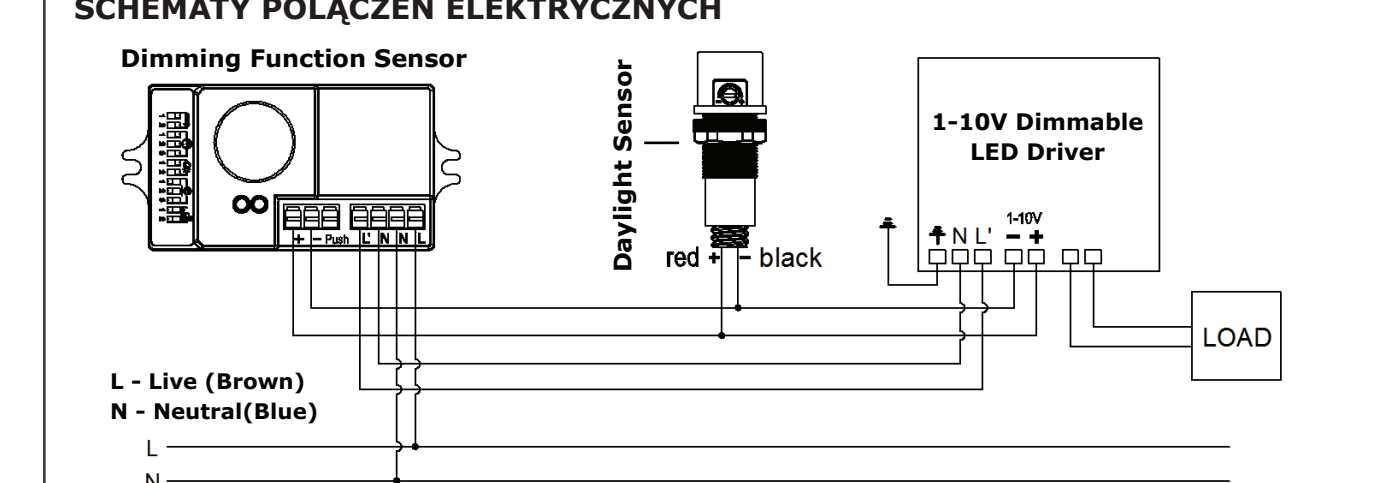 SCHEMATY POŁĄCZEŃ ELEKTRYCZNYCH
Dimming Function Sensor
Daylight Sensor
1-10V Dimmable
LED Driver
1-10V
N L' - +
+ - Push L' N N L
red + - black
LOAD
L - Live (Brown)
N - Neutral(Blue)
L
N